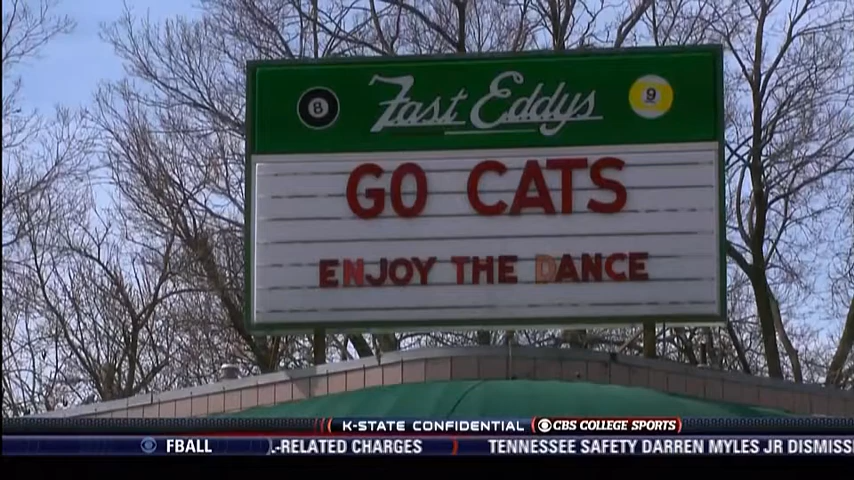 8 Fast Eddys 9
GO CATS
ENJOY THE DANCE
K-STATE CONFIDENTIAL CBS COLLEGE SPORTS
FBALL -RELATED CHARGES TENNESSEE SAFETY DARREN MYLES JR DISMISS